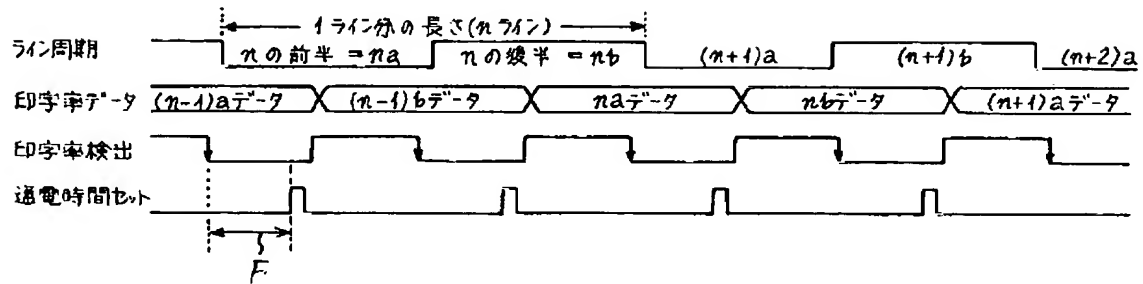 1ライン分の長さ(nライン)
ライン周期 nの前半=na nの後半=nb (n+1)a (n+1)b (n+2)a
印字率データ (n-1)aデータ (n-1)bデータ naデータ nbデータ (n+1)aデータ
印字率検出
通電時間セット
F